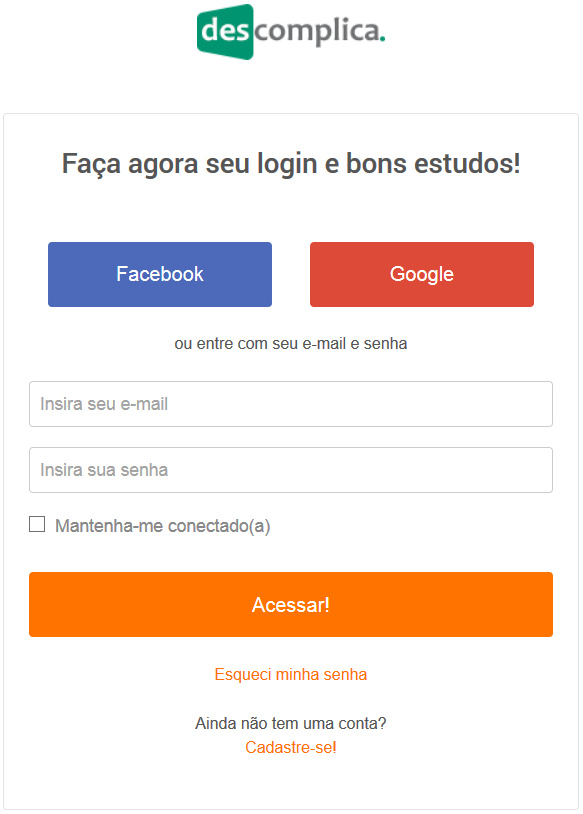 descomplica.
Faça agora seu login e bons estudos!
Facebook
Google
ou entre com seu e-mail e senha
Insira seu e-mail
Insira sua senha
Mantenha-me conectado(a)
Acessar!
Esqueci minha senha
Ainda não tem uma conta?
Cadastre-se!